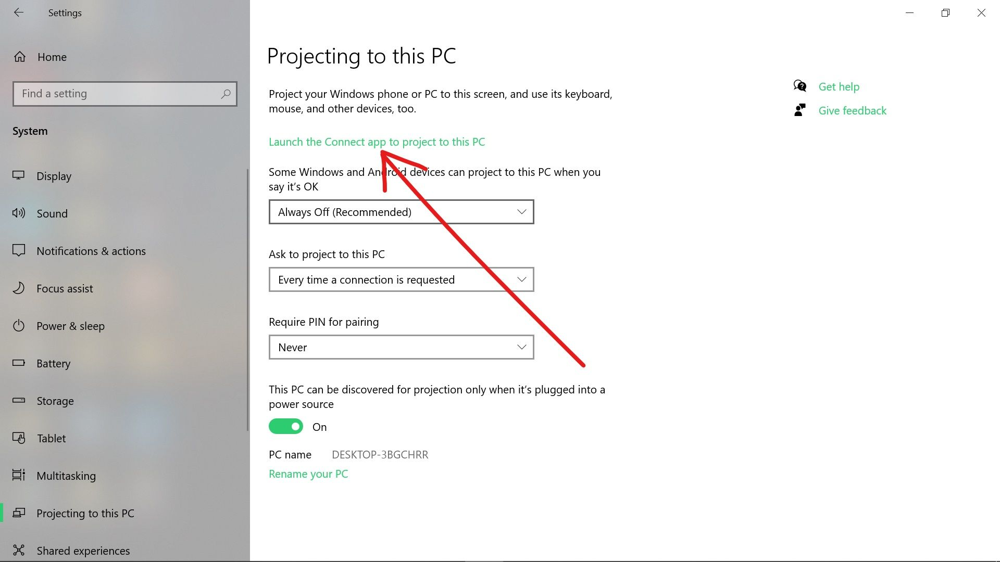 Settings
Home
Find a setting
System
Display
Sound
Notifications & actions
Focus assist
Power & sleep
Battery
Storage
Tablet
Multitasking
Projecting to this PC
Shared experiences
Projecting to this PC
Project your Windows phone or PC to this screen, and use its keyboard,
mouse, and other devices, too.
Launch the Connect app to project to this PC
Some Windows and Android devices can project to this PC when you
say it’s OK
Always Off (Recommended)
Ask to project to this PC
Every time a connection is requested
Require PIN for pairing
Never
This PC can be discovered for projection only when it’s plugged into a
power source
On
PC name DESKTOP-3BGCHRR
Rename your PC
Get help
Give feedback